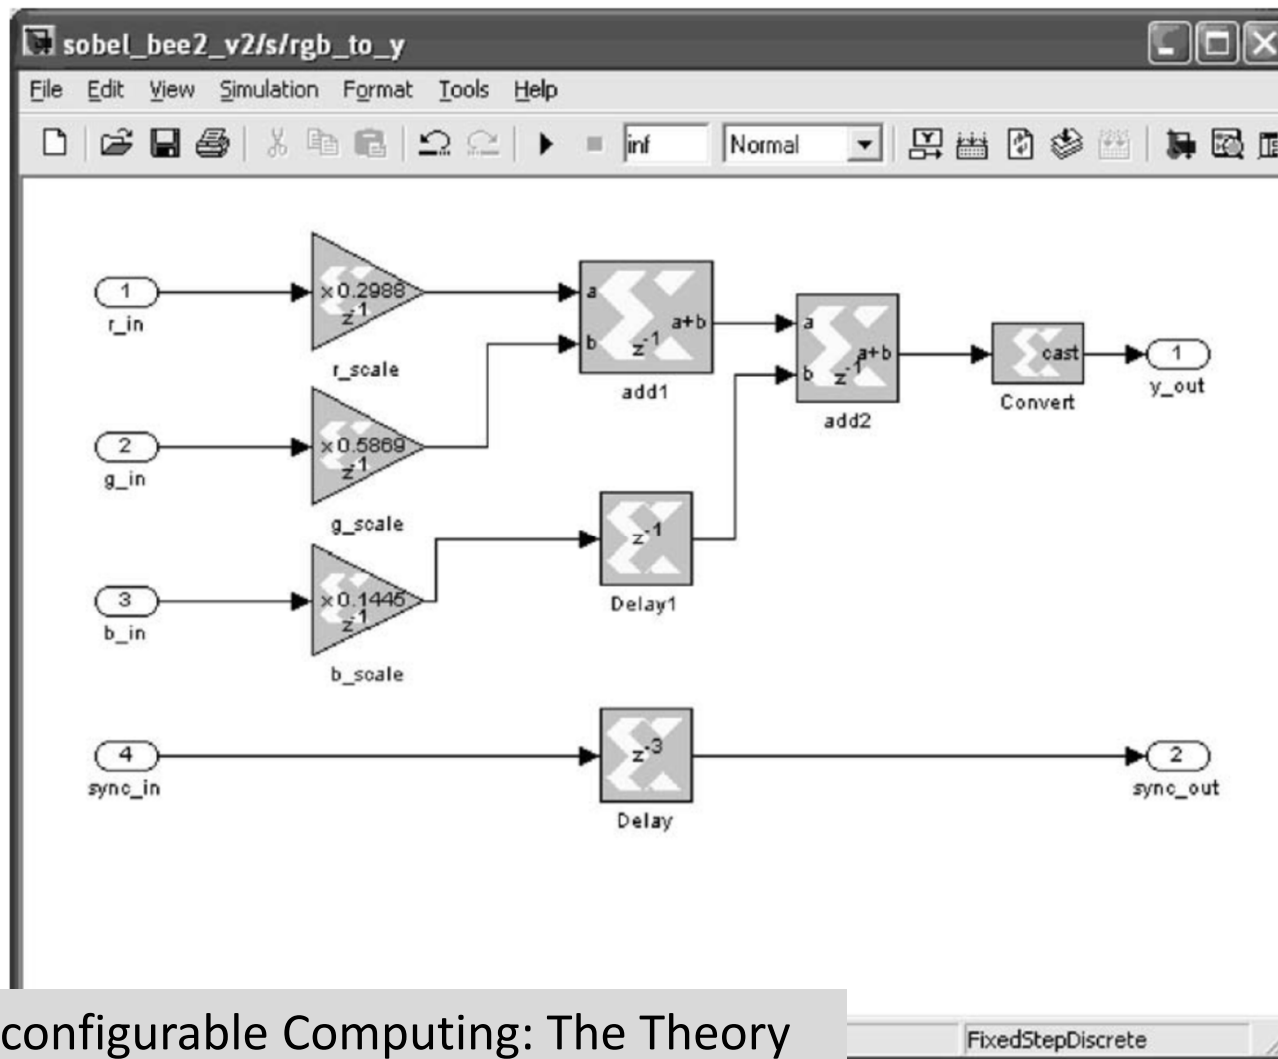 sobel_bee2_v2/s/rgb_to_y
File Edit View Simulation Format Tools Help
inf Normal
1
r_in
x 0.2988
z-1
r_scale
a
b
a+b
z-1
add1
a
b
a+b
z-1
add2
cast
Convert
1
y_out
2
g_in
x 0.5869
z-1
g_scale
z-1
Delay1
3
b_in
x 0.1445
z-1
b_scale
4
sync_in
z-3
Delay
2
sync_out
configurable Computing: The Theory
FixedStepDiscrete